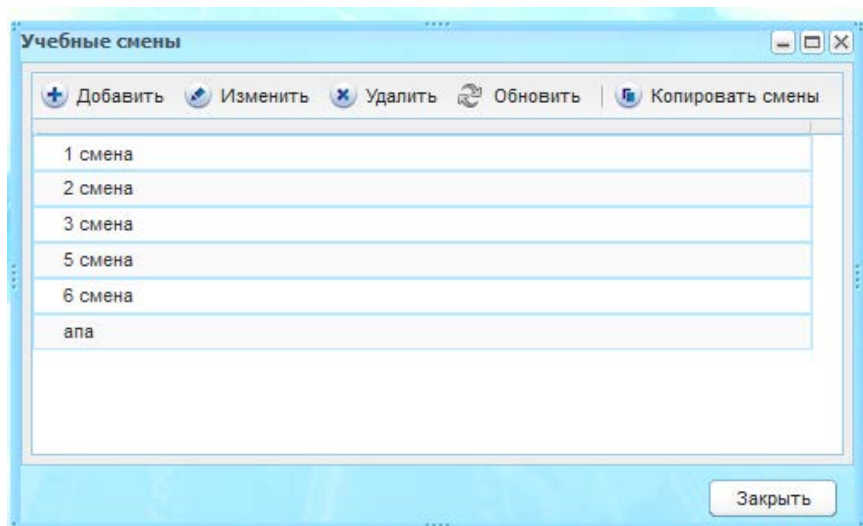 Учебные смены
Добавить Изменить Удалить Обновить Копировать смены
1 смена
2 смена
3 смена
5 смена
6 смена
апа
Закрыть